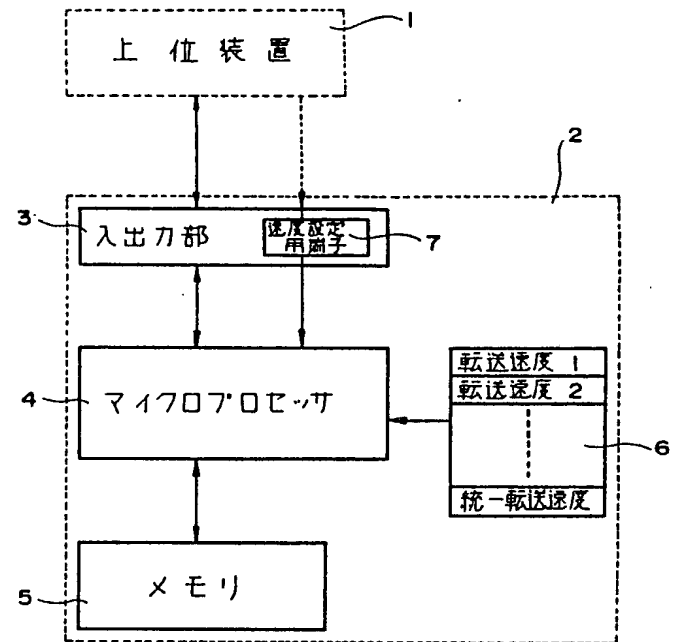 上位装置
1
2
3
入出力部
速度設定
用端子
7
4
マイクロプロセッサ
転送速度 1
転送速度 2
統一転送速度
6
5
メモリ